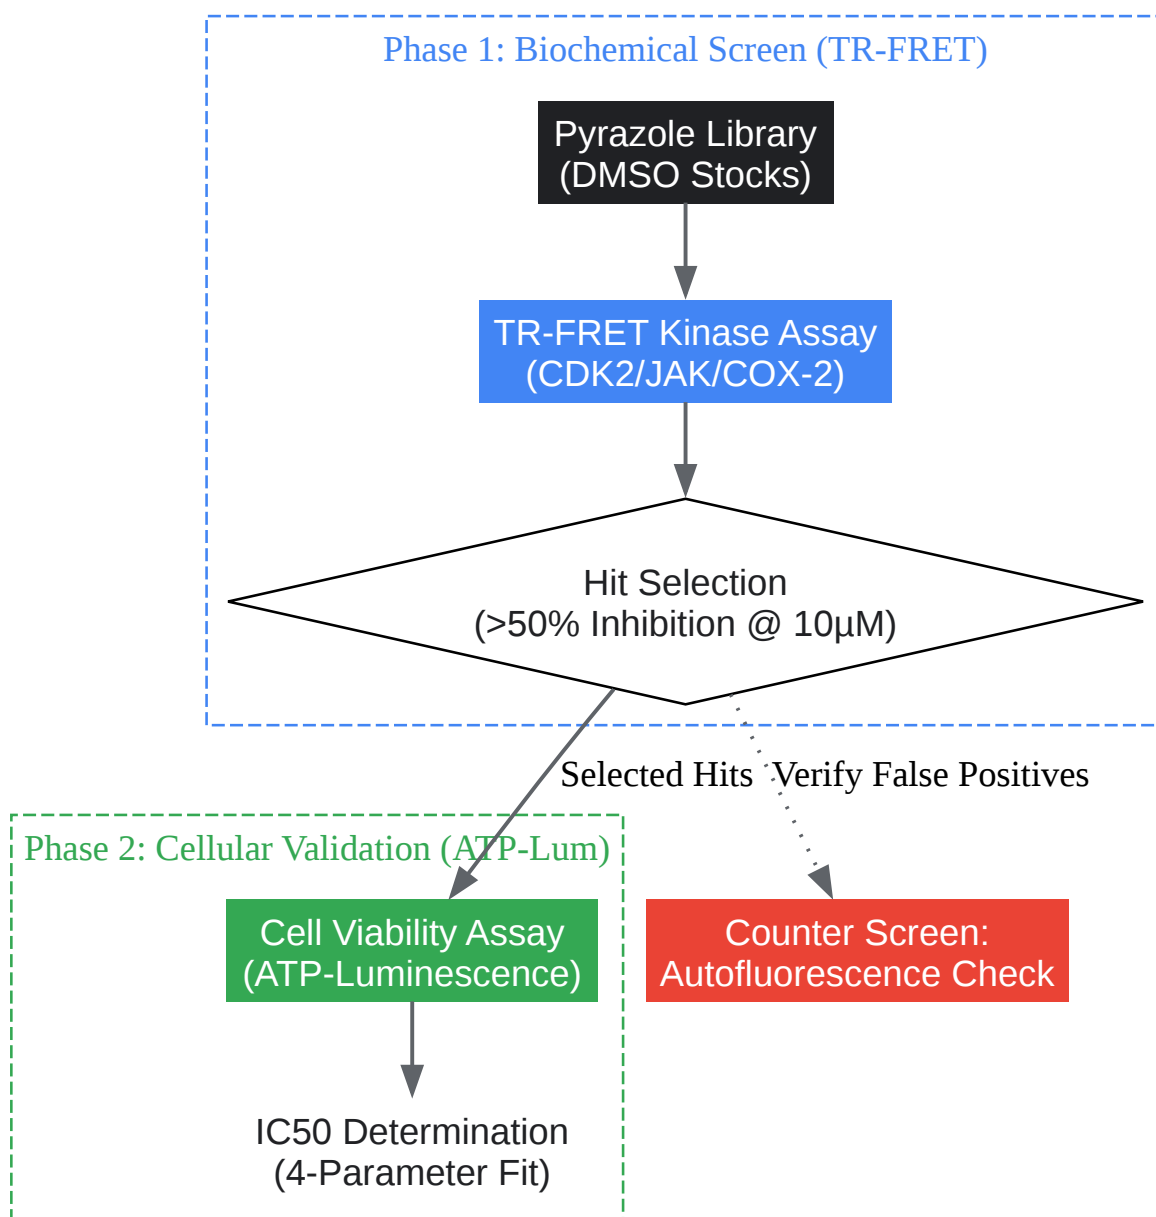 Phase 1: Biochemical Screen (TR-FRET)
Pyrazole Library
(DMSO Stocks)
TR-FRET Kinase Assay
(CDK2/JAK/COX-2)
Hit Selection
(>50% Inhibition @ 10µM)
Selected Hits
Verify False Positives
Phase 2: Cellular Validation (ATP-Lum)
Cell Viability Assay
(ATP-Luminescence)
Counter Screen:
Autofluorescence Check
IC50 Determination
(4-Parameter Fit)